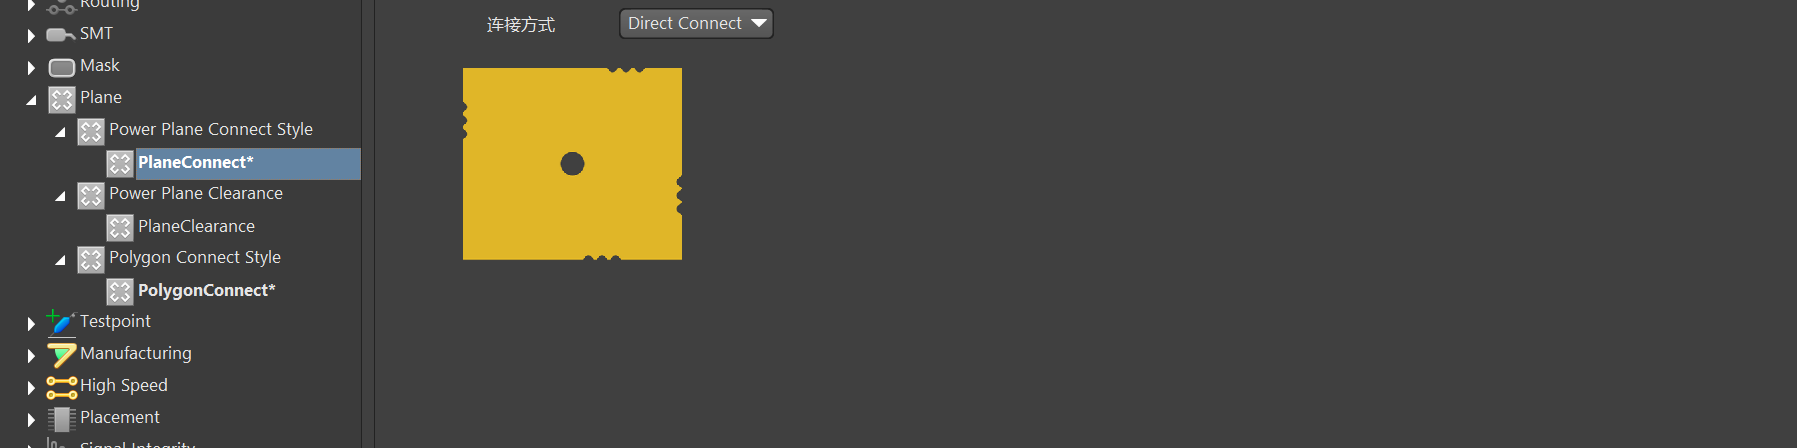 Routing
SMT
Mask
Plane
Power Plane Connect Style
PlaneConnect*
Power Plane Clearance
PlaneClearance
Polygon Connect Style
PolygonConnect*
Testpoint
Manufacturing
High Speed
Placement
Signal Integrity
连接方式
Direct Connect